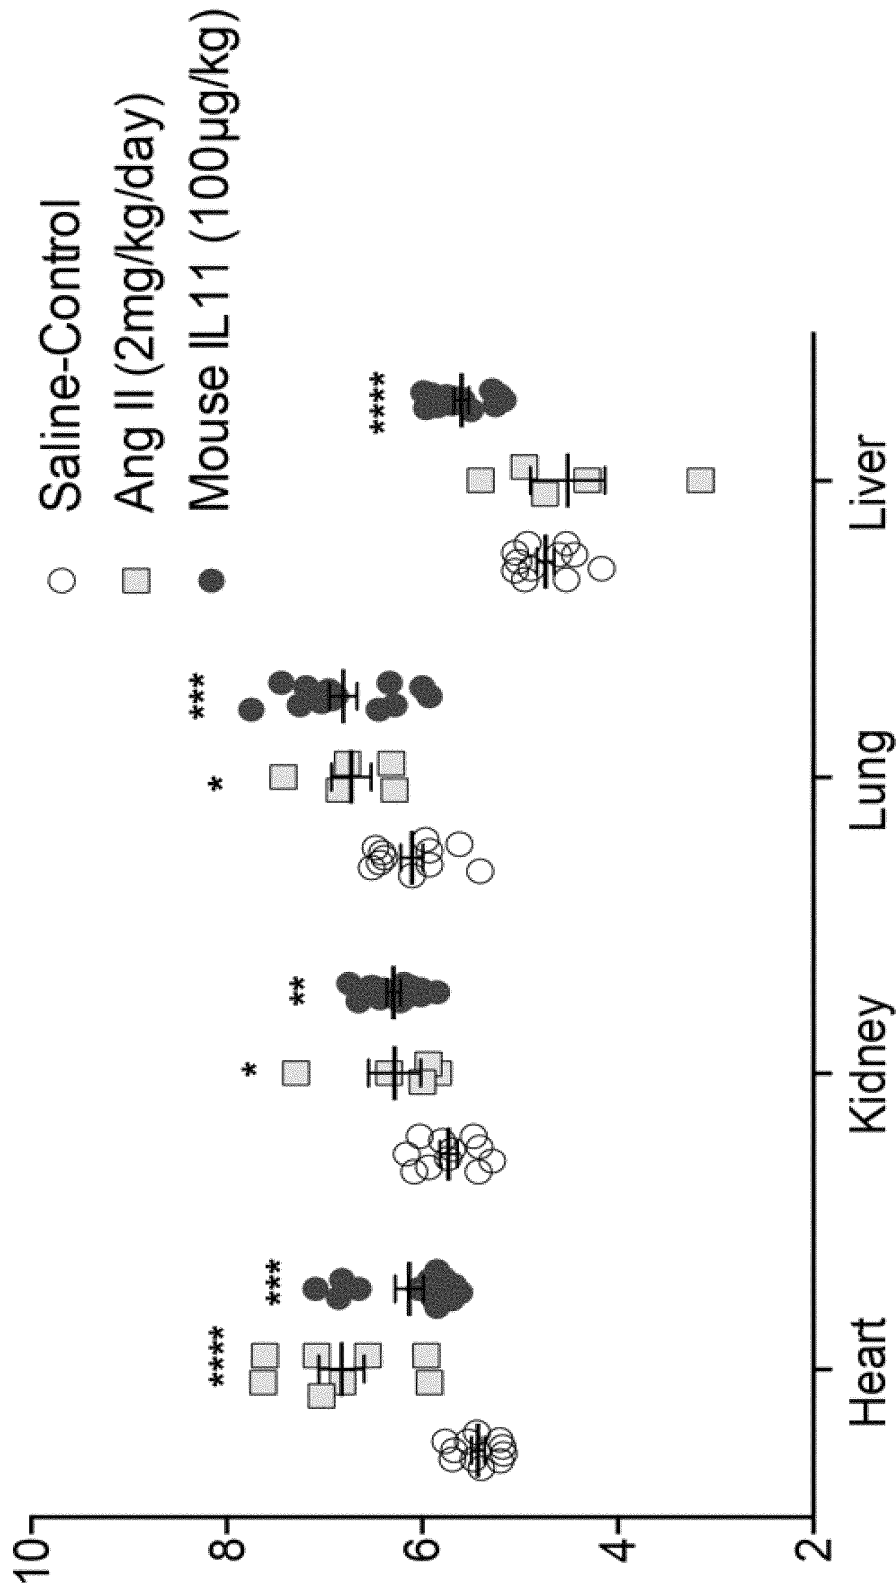 Saline-Control
Ang II (2mg/kg/day)
Mouse IL11 (100µg/kg)
10
8
6
4
2
****
***
*
**
*
***
****
Heart
Kidney
Lung
Liver